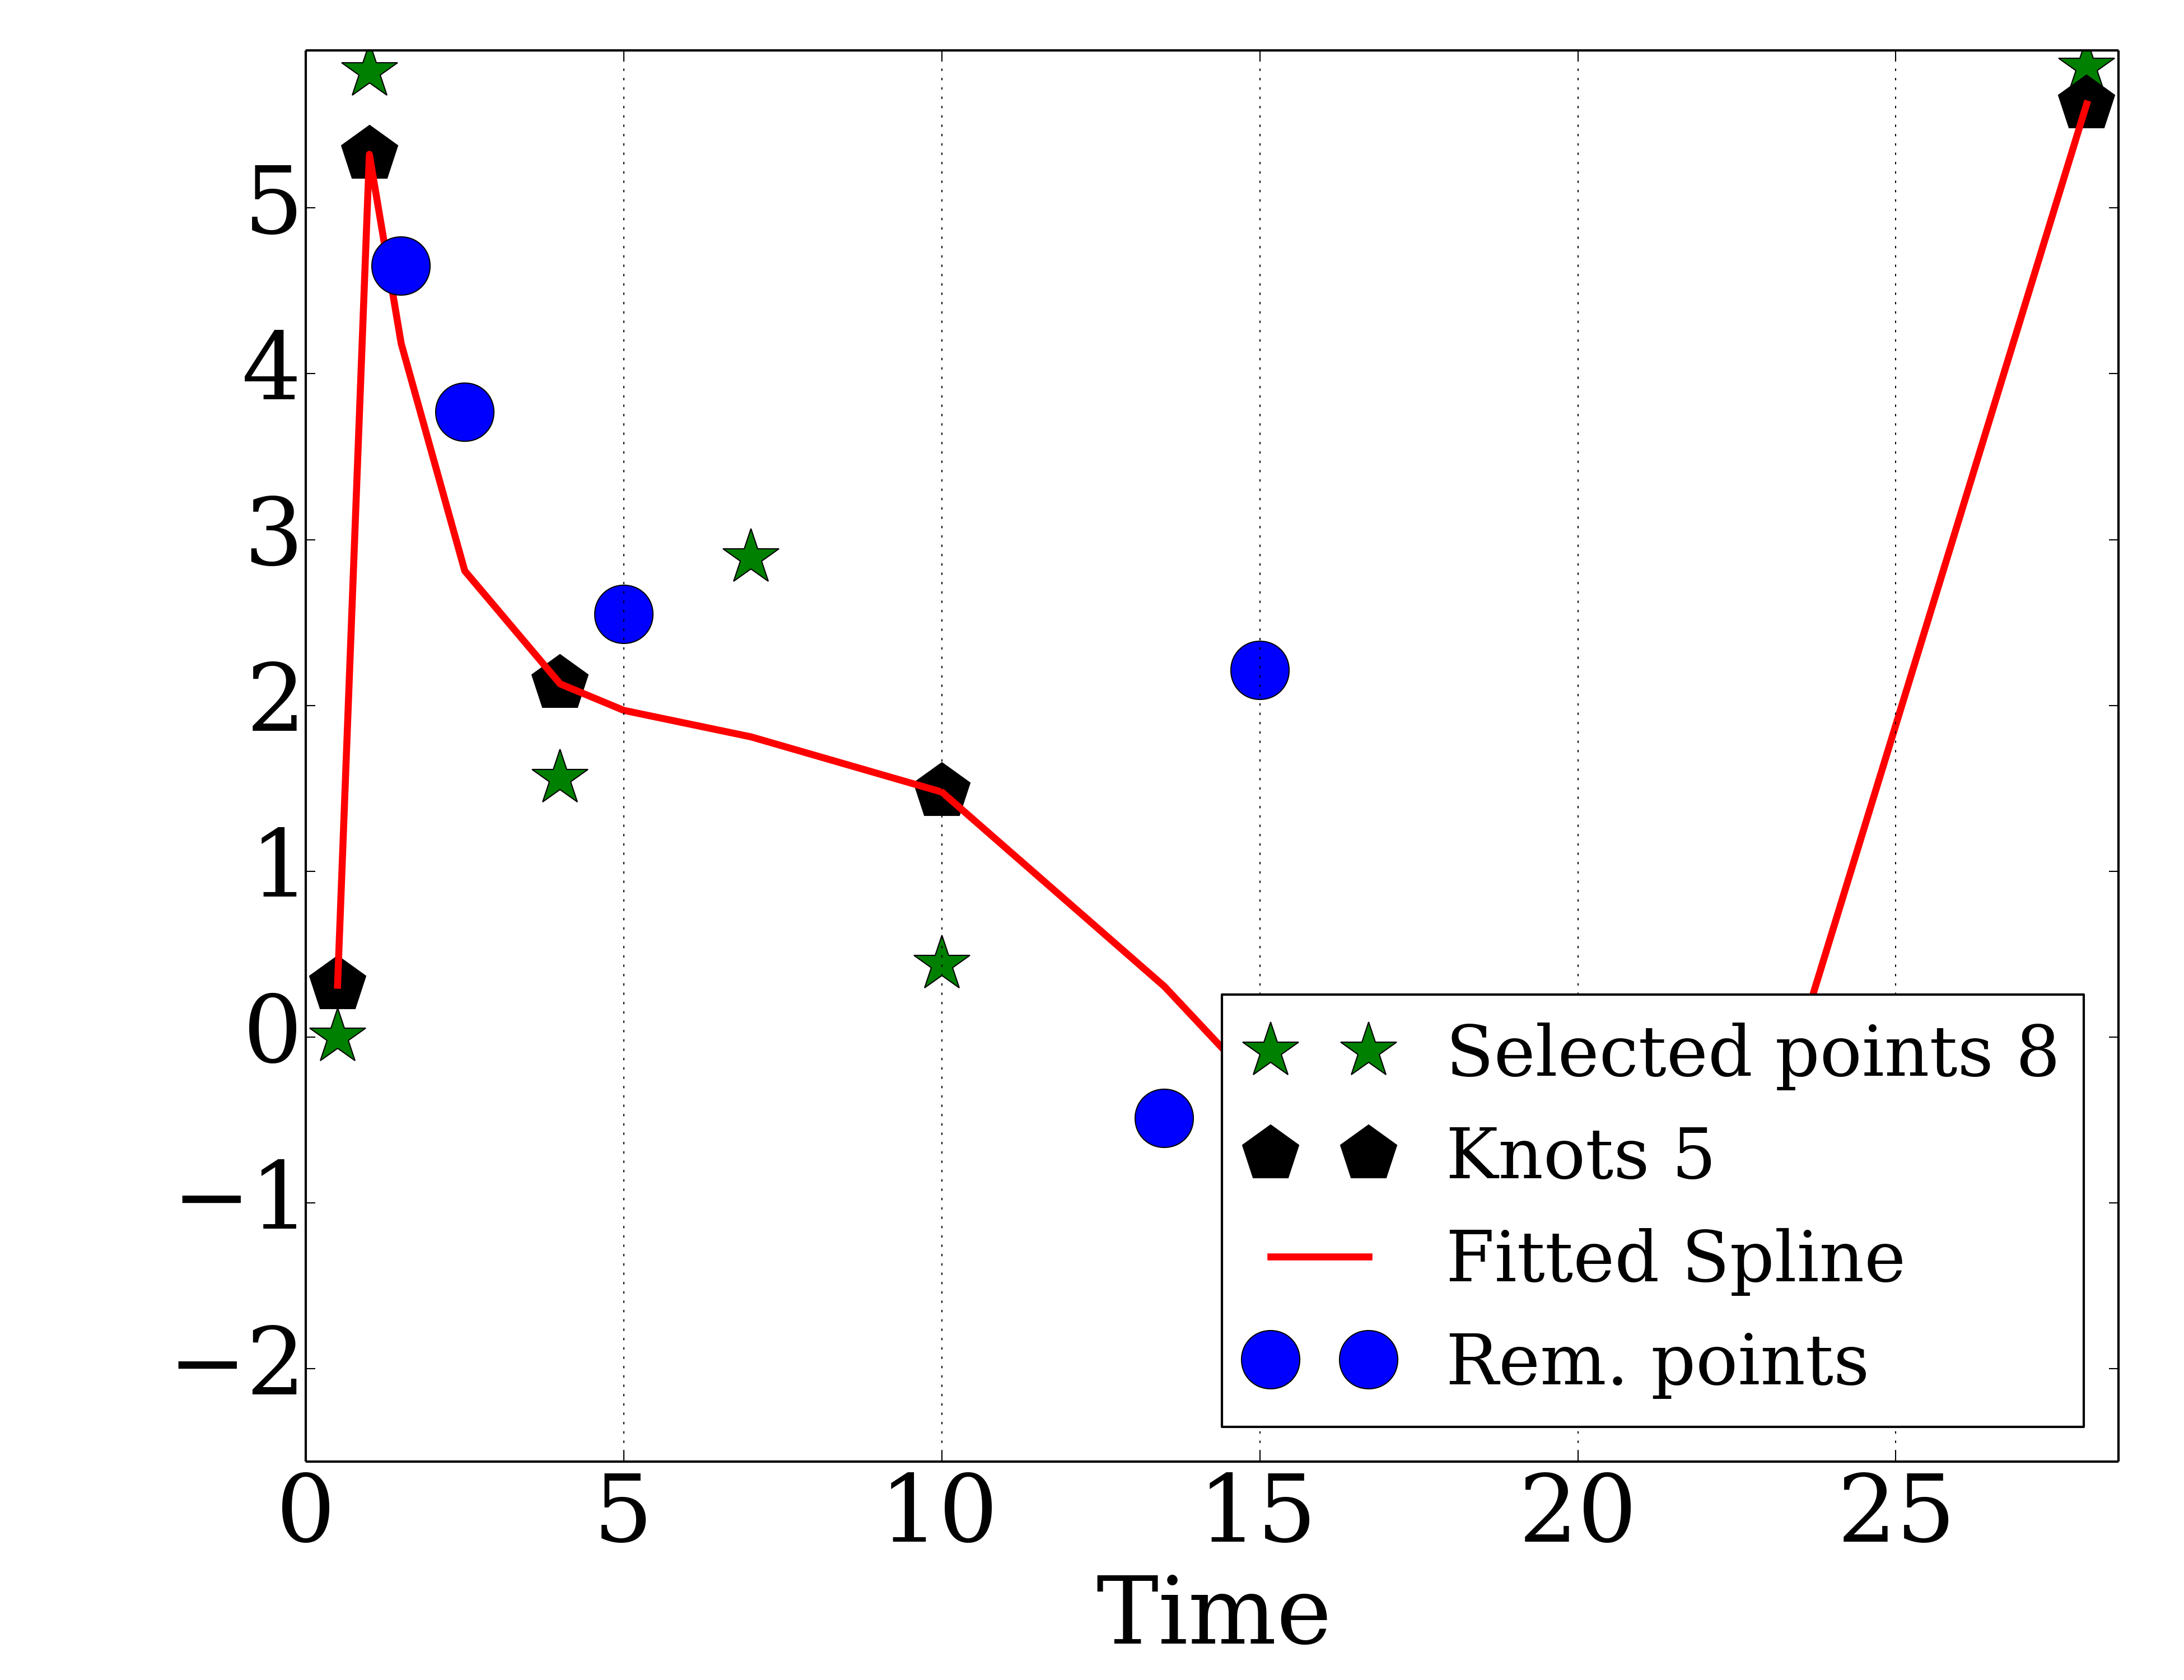 5
4
3
2
1
0
−1
−2
0 5 10 15 20 25
Time
Selected points 8
Knots 5
Fitted Spline
Rem. points